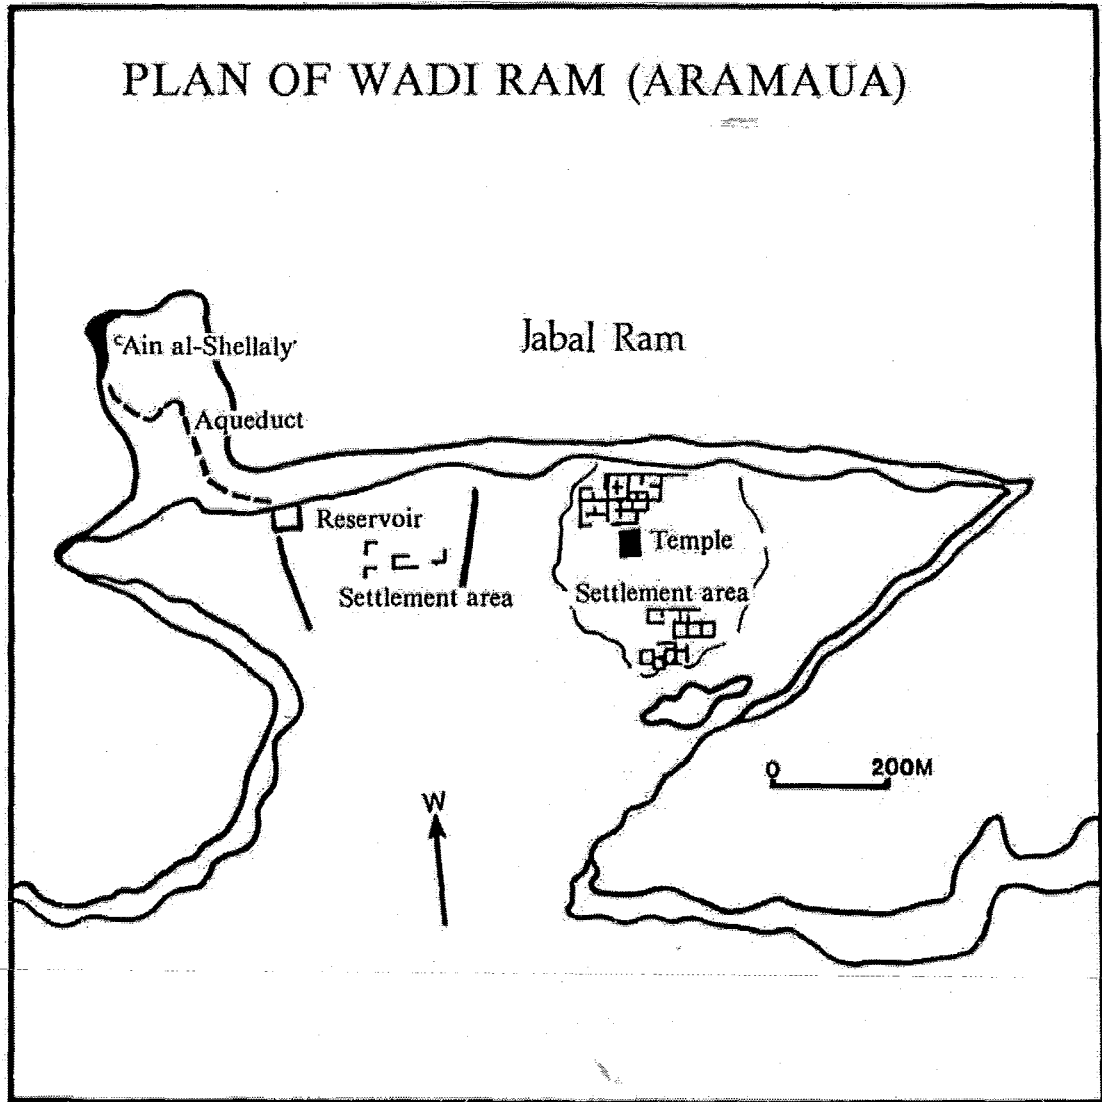 PLAN OF WADI RAM (ARAMAUA)
Jabal Ram
ʿAin al-Shellaly
Aqueduct
Reservoir
Temple
Settlement area
Settlement area
0 200M
W